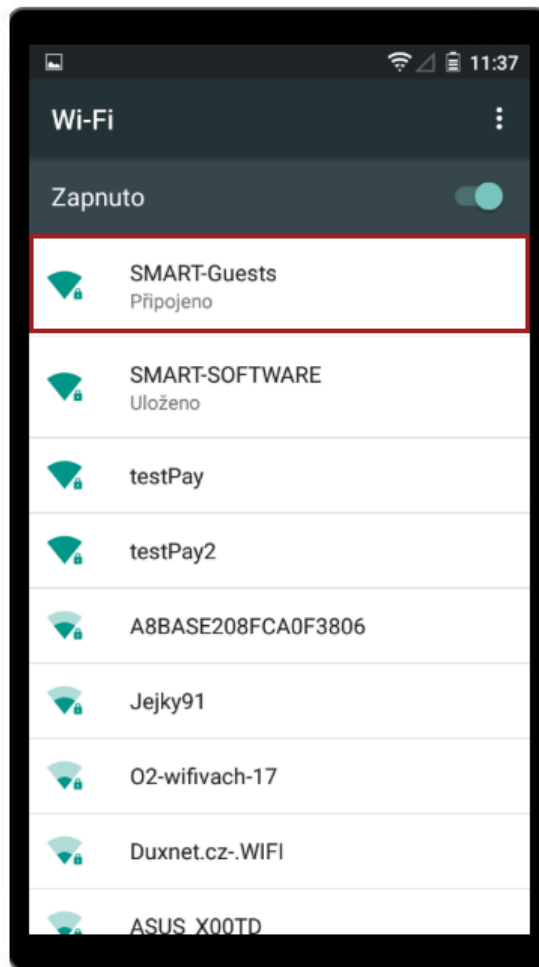 11:37
Wi-Fi
Zapnuto
SMART-Guests
Připojeno
SMART-SOFTWARE
Uloženo
testPay
testPay2
A8BASE208FCA0F3806
Jejky91
O2-wifivach-17
Duxnet.cz-.WIFI
ASUS_X00TD